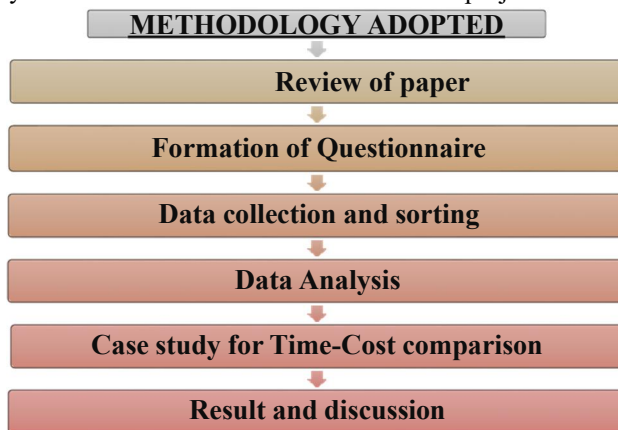 METHODOLOGY ADOPTED
Review of paper
Formation of Questionnaire
Data collection and sorting
Data Analysis
Case study for Time-Cost comparison
Result and discussion